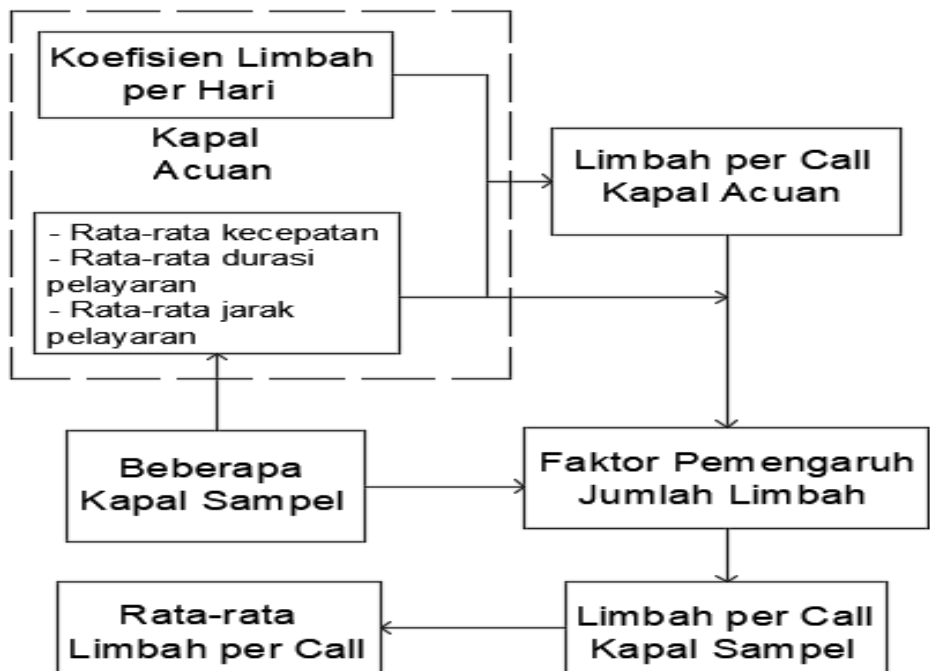 Koefisien Limbah
per Hari
Kapal
Acuan
- Rata-rata kecepatan
- Rata-rata durasi
pelayaran
- Rata-rata jarak
pelayaran
Limbah per Call
Kapal Acuan
Beberapa
Kapal Sampel
Faktor Pemengaruh
Jumlah Limbah
Rata-rata
Limbah per Call
Limbah per Call
Kapal Sampel